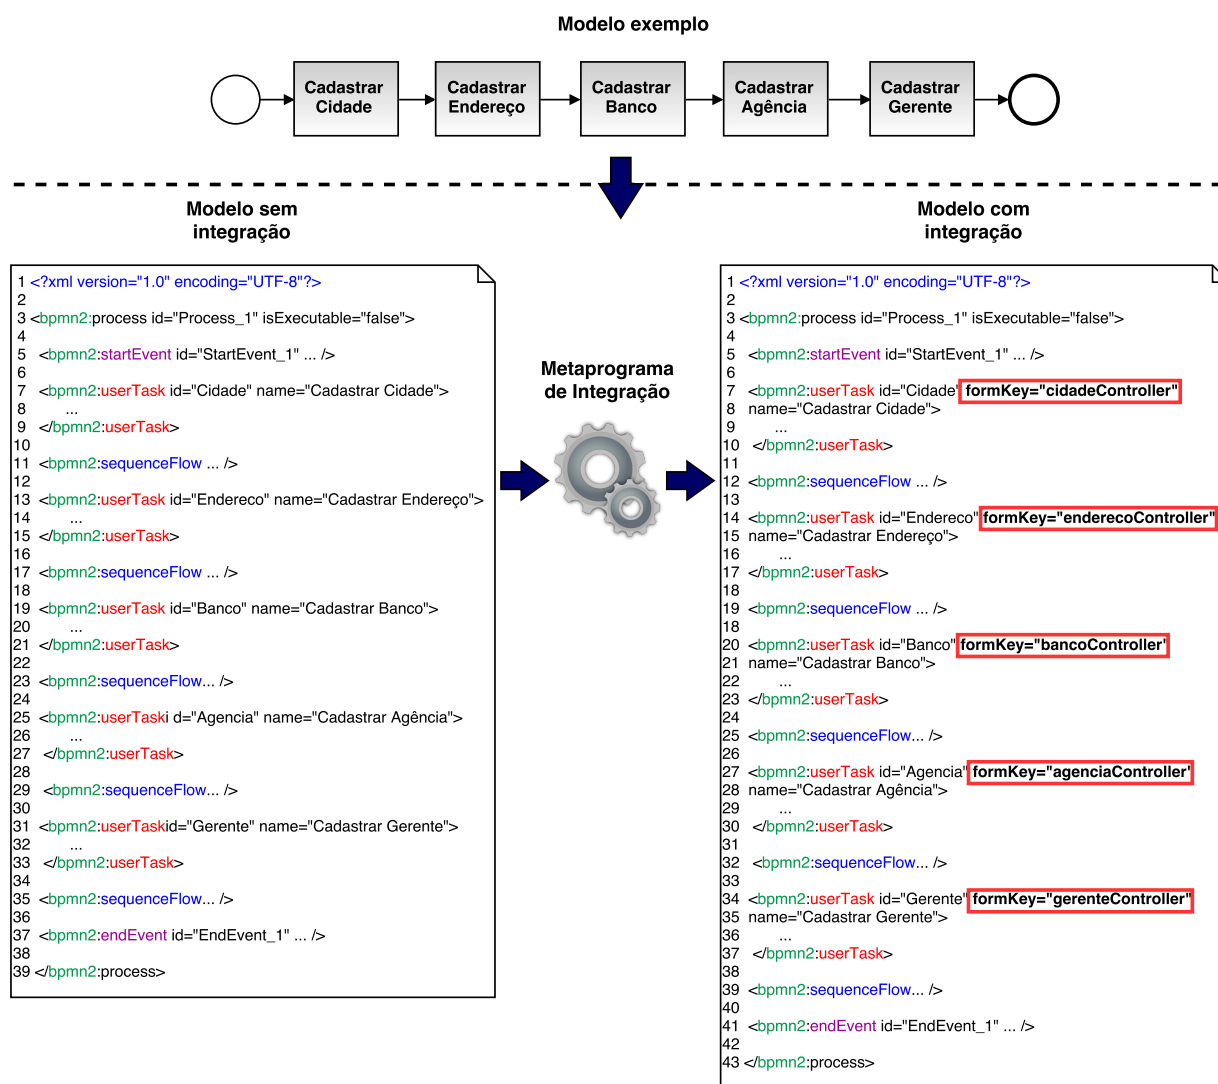 Modelo exemplo
Cadastrar
Cidade
Cadastrar
Endereço
Cadastrar
Banco
Cadastrar
Agência
Cadastrar
Gerente
Modelo sem
integração
1 <?xml version="1.0" encoding="UTF-8"?>
2
3 <bpmn2:process id="Process_1" isExecutable="false">
4
5 <bpmn2:startEvent id="StartEvent_1" ... />
6
7 <bpmn2:userTask id="Cidade" name="Cadastrar Cidade">
8 ...
9 </bpmn2:userTask>
10
11 <bpmn2:sequenceFlow ... />
12
13 <bpmn2:userTask id="Endereco" name="Cadastrar Endereço">
14 ...
15 </bpmn2:userTask>
16
17 <bpmn2:sequenceFlow ... />
18
19 <bpmn2:userTask id="Banco" name="Cadastrar Banco">
20 ...
21 </bpmn2:userTask>
22
23 <bpmn2:sequenceFlow... />
24
25 <bpmn2:userTaski d="Agencia" name="Cadastrar Agência">
26 ...
27 </bpmn2:userTask>
28
29 <bpmn2:sequenceFlow... />
30
31 <bpmn2:userTaskid="Gerente" name="Cadastrar Gerente">
32 ...
33 </bpmn2:userTask>
34
35 <bpmn2:sequenceFlow... />
36
37 <bpmn2:endEvent id="EndEvent_1" ... />
38
39 </bpmn2:process>
Metaprograma
de Integração
Modelo com
integração
1 <?xml version="1.0" encoding="UTF-8"?>
2
3 <bpmn2:process id="Process_1" isExecutable="false">
4
5 <bpmn2:startEvent id="StartEvent_1" ... />
6
7 <bpmn2:userTask id="Cidade" formKey="cidadeController"
8 name="Cadastrar Cidade">
9 ...
10 </bpmn2:userTask>
11
12 <bpmn2:sequenceFlow ... />
13
14 <bpmn2:userTask id="Endereco" formKey="enderecoController"
15 name="Cadastrar Endereço">
16 ...
17 </bpmn2:userTask>
18
19 <bpmn2:sequenceFlow ... />
18
20 <bpmn2:userTask id="Banco" formKey="bancoController"
21 name="Cadastrar Banco">
22 ...
23 </bpmn2:userTask>
24
25 <bpmn2:sequenceFlow... />
26
27 <bpmn2:userTask id="Agencia" formKey="agenciaController"
28 name="Cadastrar Agência">
29 ...
30 </bpmn2:userTask>
31
32 <bpmn2:sequenceFlow... />
33
34 <bpmn2:userTask id="Gerente" formKey="gerenteController"
35 name="Cadastrar Gerente">
36 ...
37 </bpmn2:userTask>
38
39 <bpmn2:sequenceFlow... />
40
41 <bpmn2:endEvent id="EndEvent_1" ... />
42
43 </bpmn2:process>